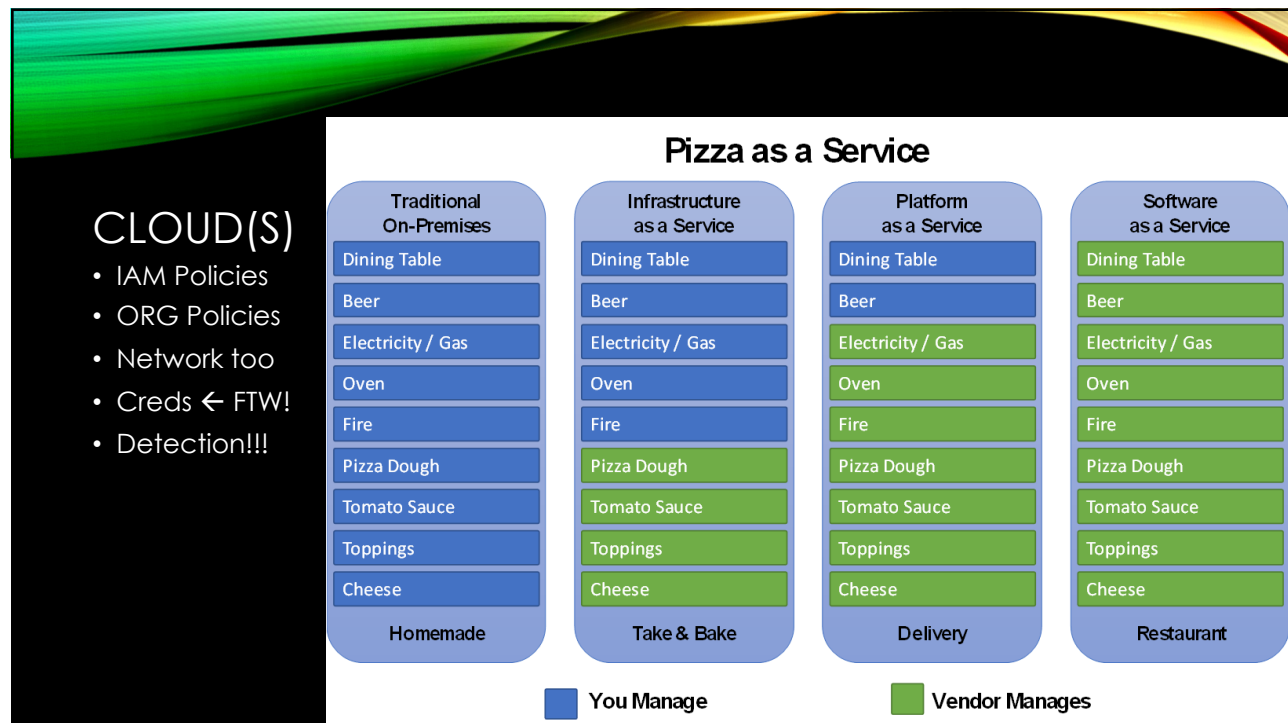 CLOUD(S)
• IAM Policies
• ORG Policies
• Network too
• Creds ← FTW!
• Detection!!!
Pizza as a Service
Traditional
On-Premises
Dining Table
Beer
Electricity / Gas
Oven
Fire
Pizza Dough
Tomato Sauce
Toppings
Cheese
Homemade
Infrastructure
as a Service
Dining Table
Beer
Electricity / Gas
Oven
Fire
Pizza Dough
Tomato Sauce
Toppings
Cheese
Take & Bake
Platform
as a Service
Dining Table
Beer
Electricity / Gas
Oven
Fire
Pizza Dough
Tomato Sauce
Toppings
Cheese
Delivery
Software
as a Service
Dining Table
Beer
Electricity / Gas
Oven
Fire
Pizza Dough
Tomato Sauce
Toppings
Cheese
Restaurant
You Manage
Vendor Manages